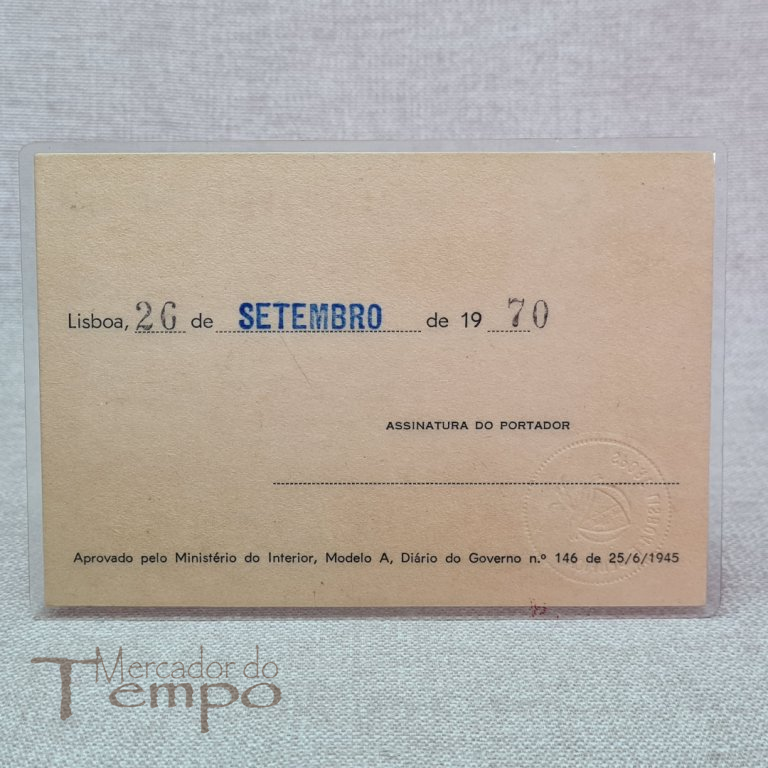 Lisboa, 26 de SETEMBRO de 19 70
ASSINATURA DO PORTADOR
Aprovado pelo Ministério do Interior, Modelo A, Diário do Governo n.º 146 de 25/6/1945
Mercador do
Tempo